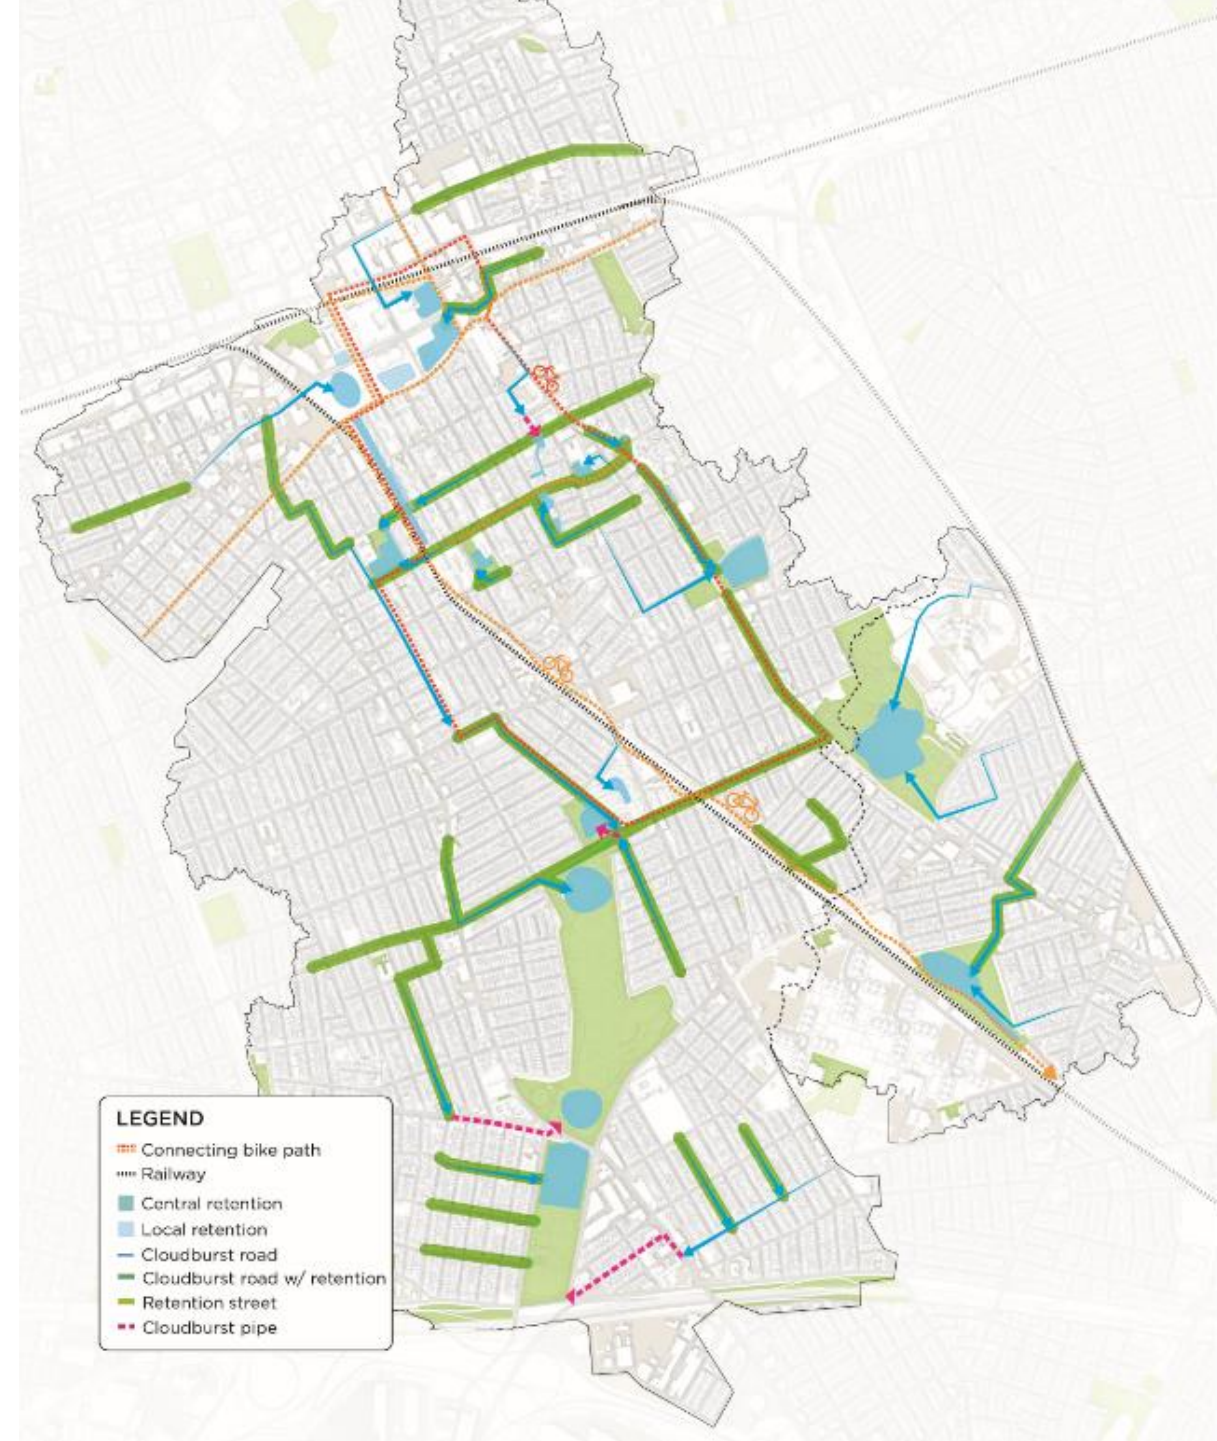 LEGEND
Connecting bike path
Railway
Central retention
Local retention
Cloudburst road
Cloudburst road w/ retention
Retention street
Cloudburst pipe